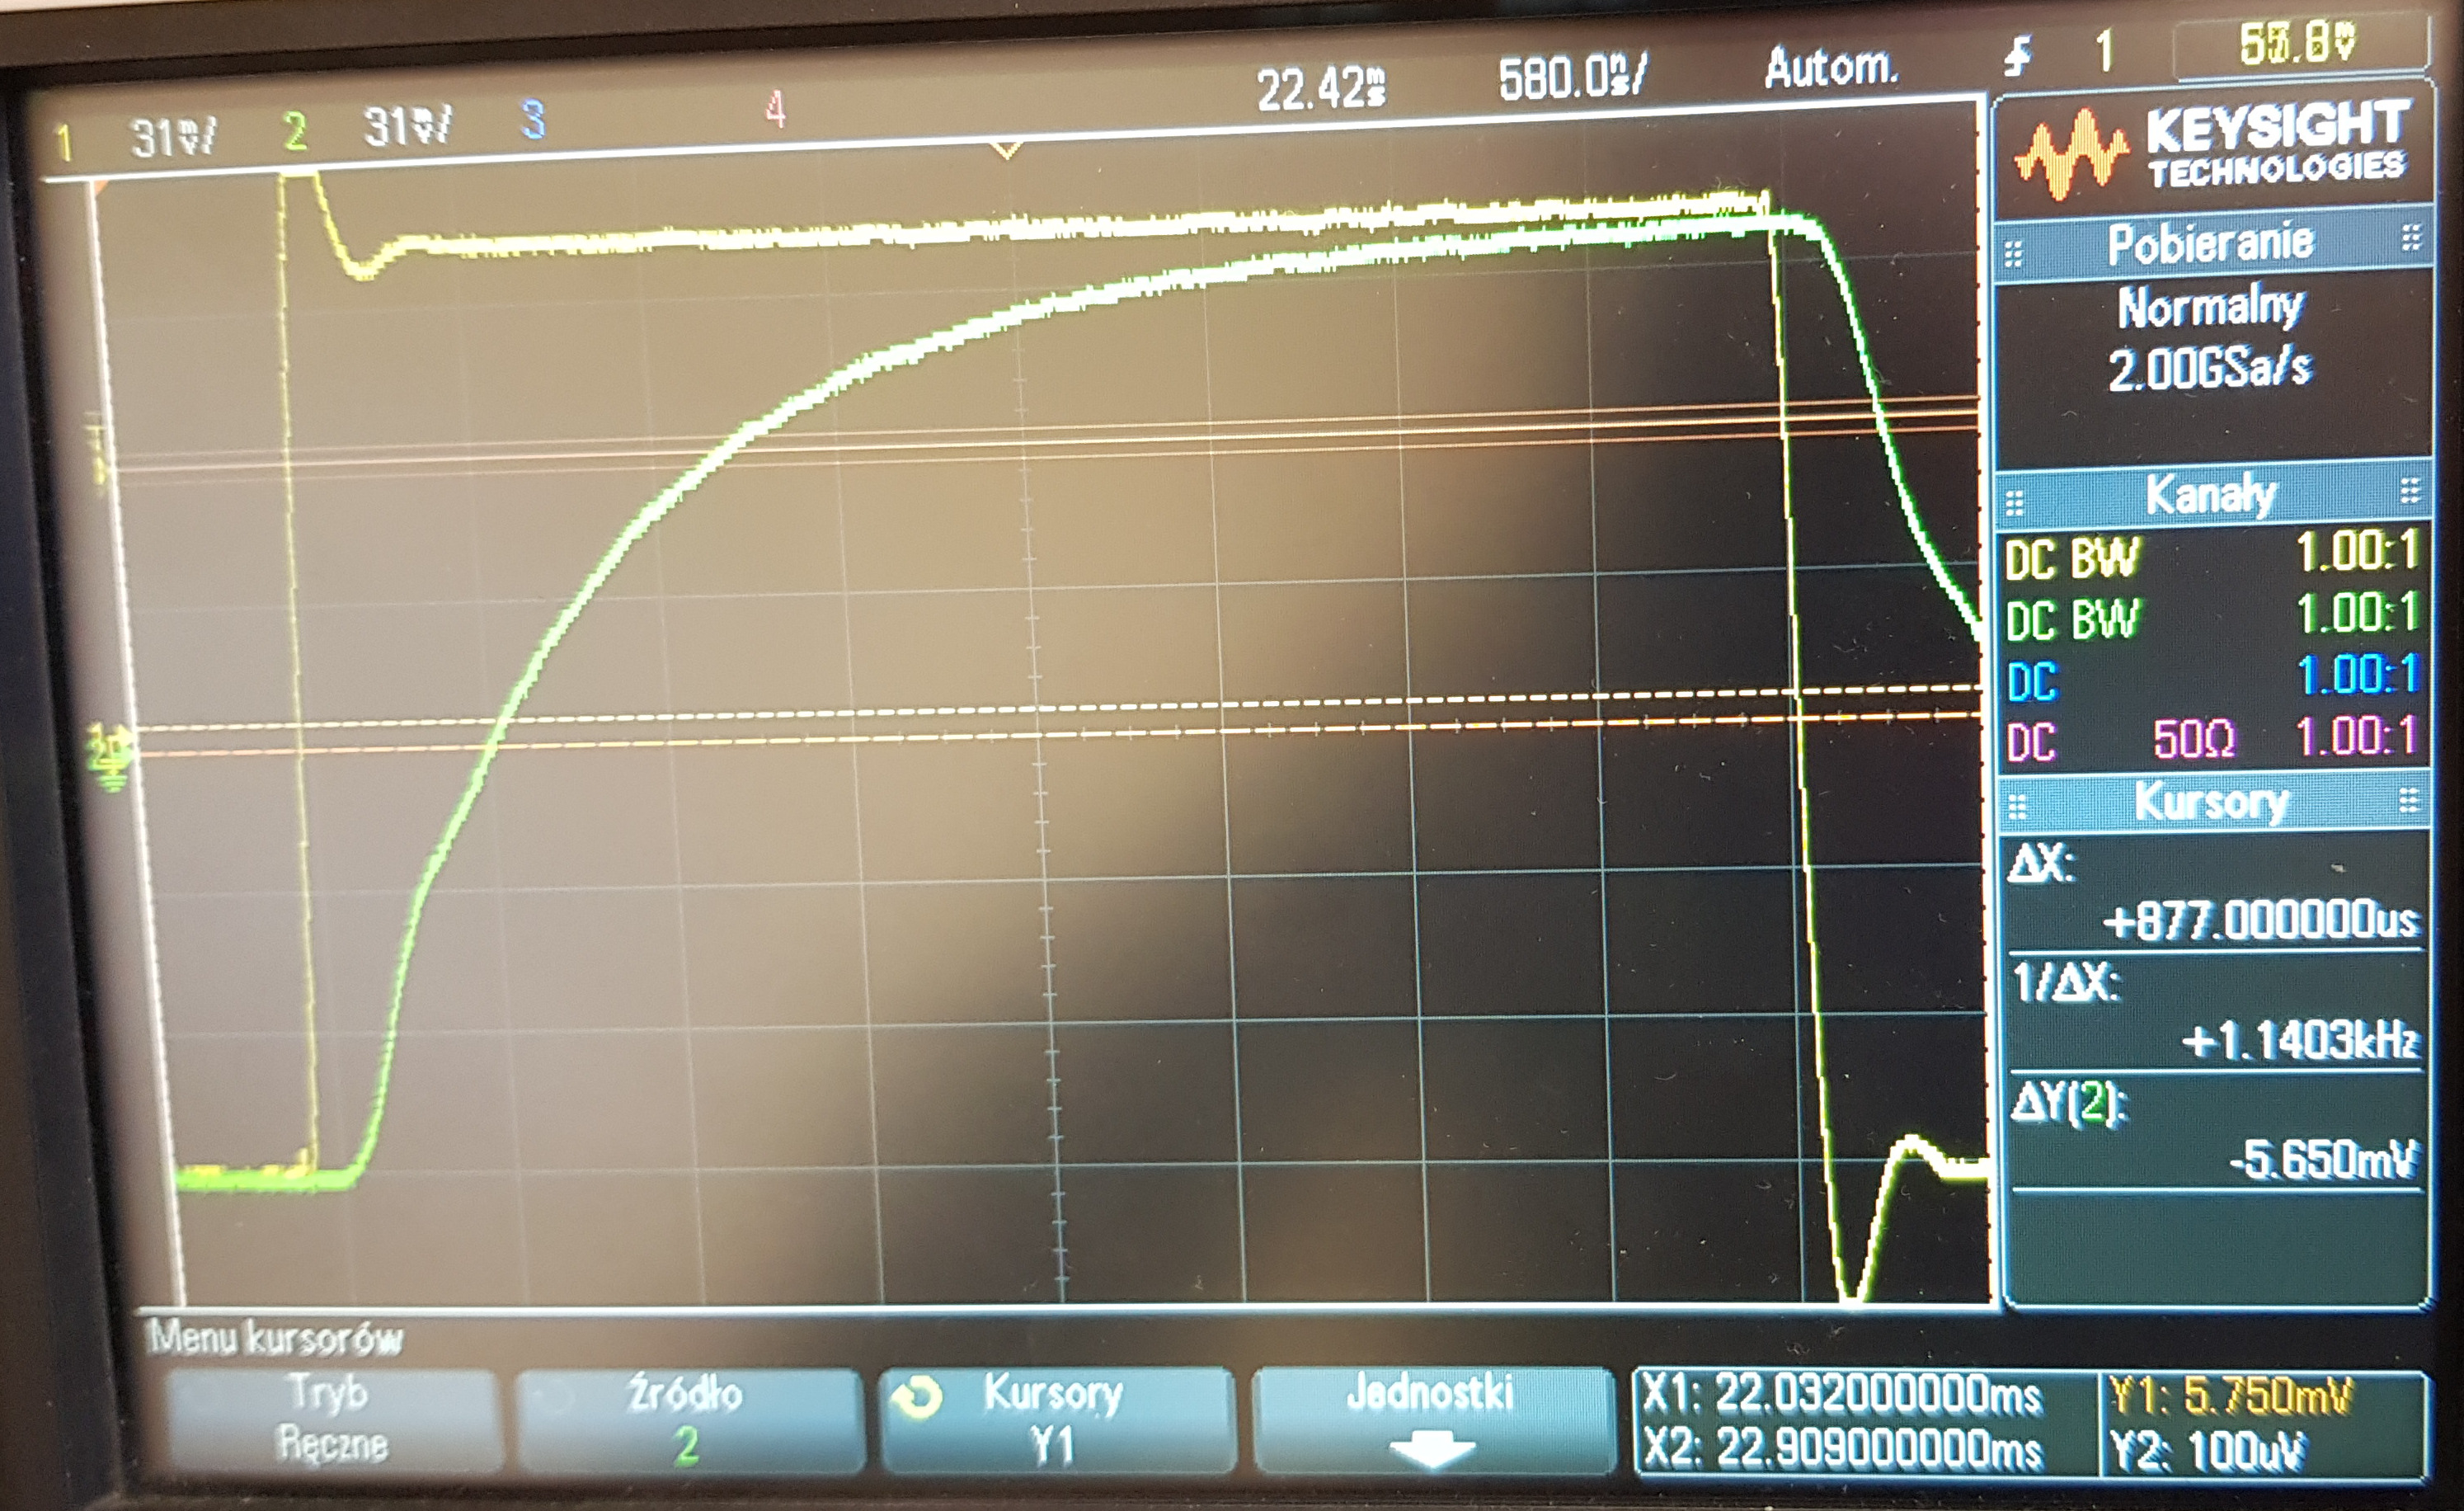 1 31mV/ 2 31mV/ 3 4 22.42ms 580.0ns/ Autom. 1
KEYSIGHT
TECHNOLOGIES
Pobieranie
Normalny
2.00GSa/s
Kanały
DC BW 1.00:1
DC BW 1.00:1
DC 1.00:1
DC 50Ω 1.00:1
Kursory
ΔX:
+877.000000us
1/ΔX:
+1.1403kHz
ΔY(2):
-5.650mV
Menu kursorów
Tryb
Ręczne
Źródło
2
Kursory
Y1
Jednostki
X1: 22.032000000ms
X2: 22.909000000ms
Y1: 5.750mV
Y2: 100uV